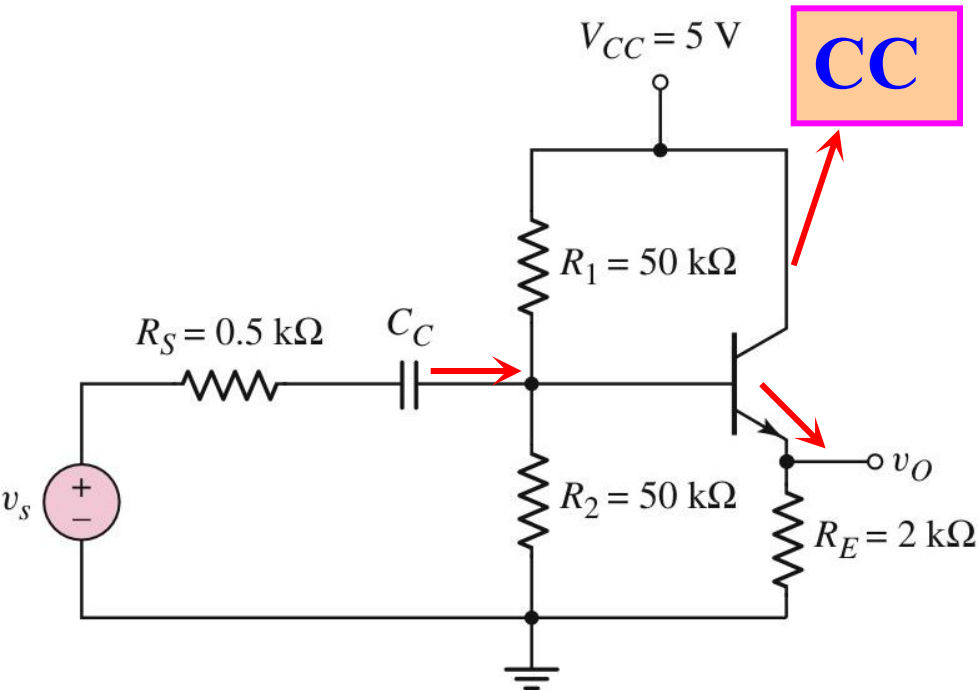 V_CC = 5 V
CC
R_1 = 50 kΩ
R_S = 0.5 kΩ
C_C
+
−
v_s
v_O
R_2 = 50 kΩ
R_E = 2 kΩ